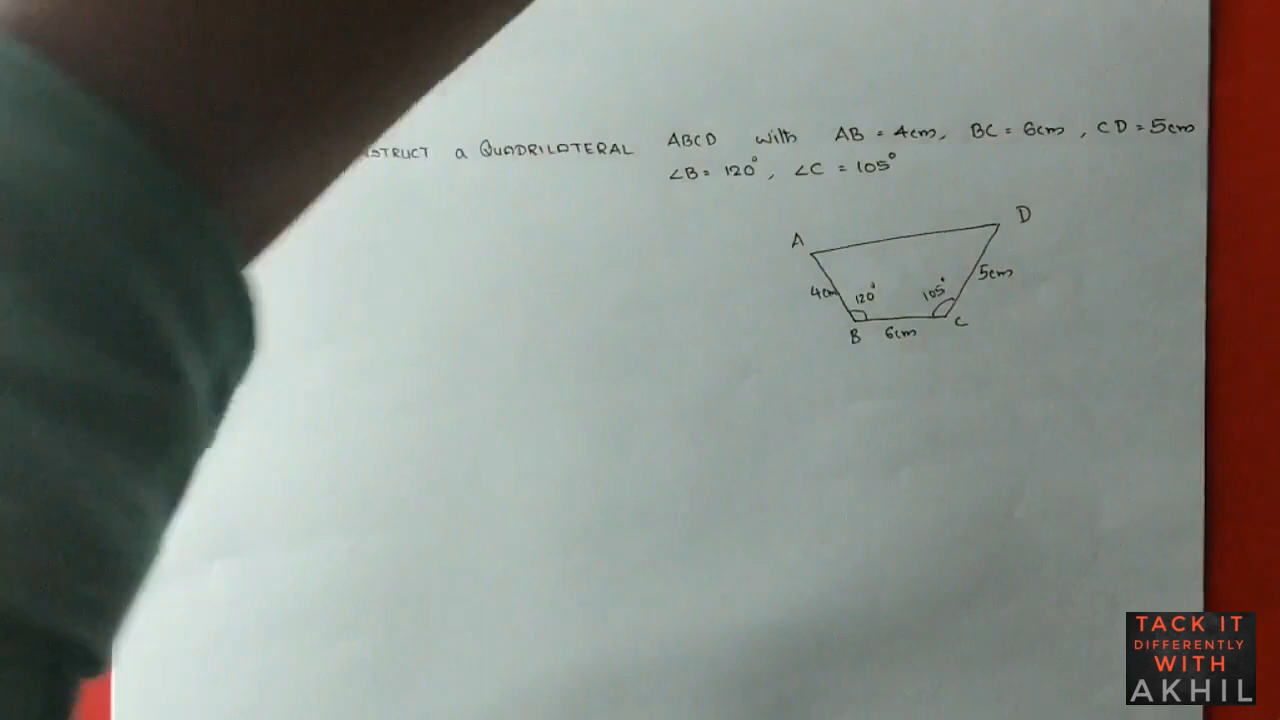 a QUADRILATERAL ABCD with AB = 4cm, BC = 6cm, CD = 5cm
∠B = 120°, ∠C = 105°
D
A
5cm
4cm 120° 105°
B 6cm C
TACK IT
DIFFERENTLY
WITH
AKHIL